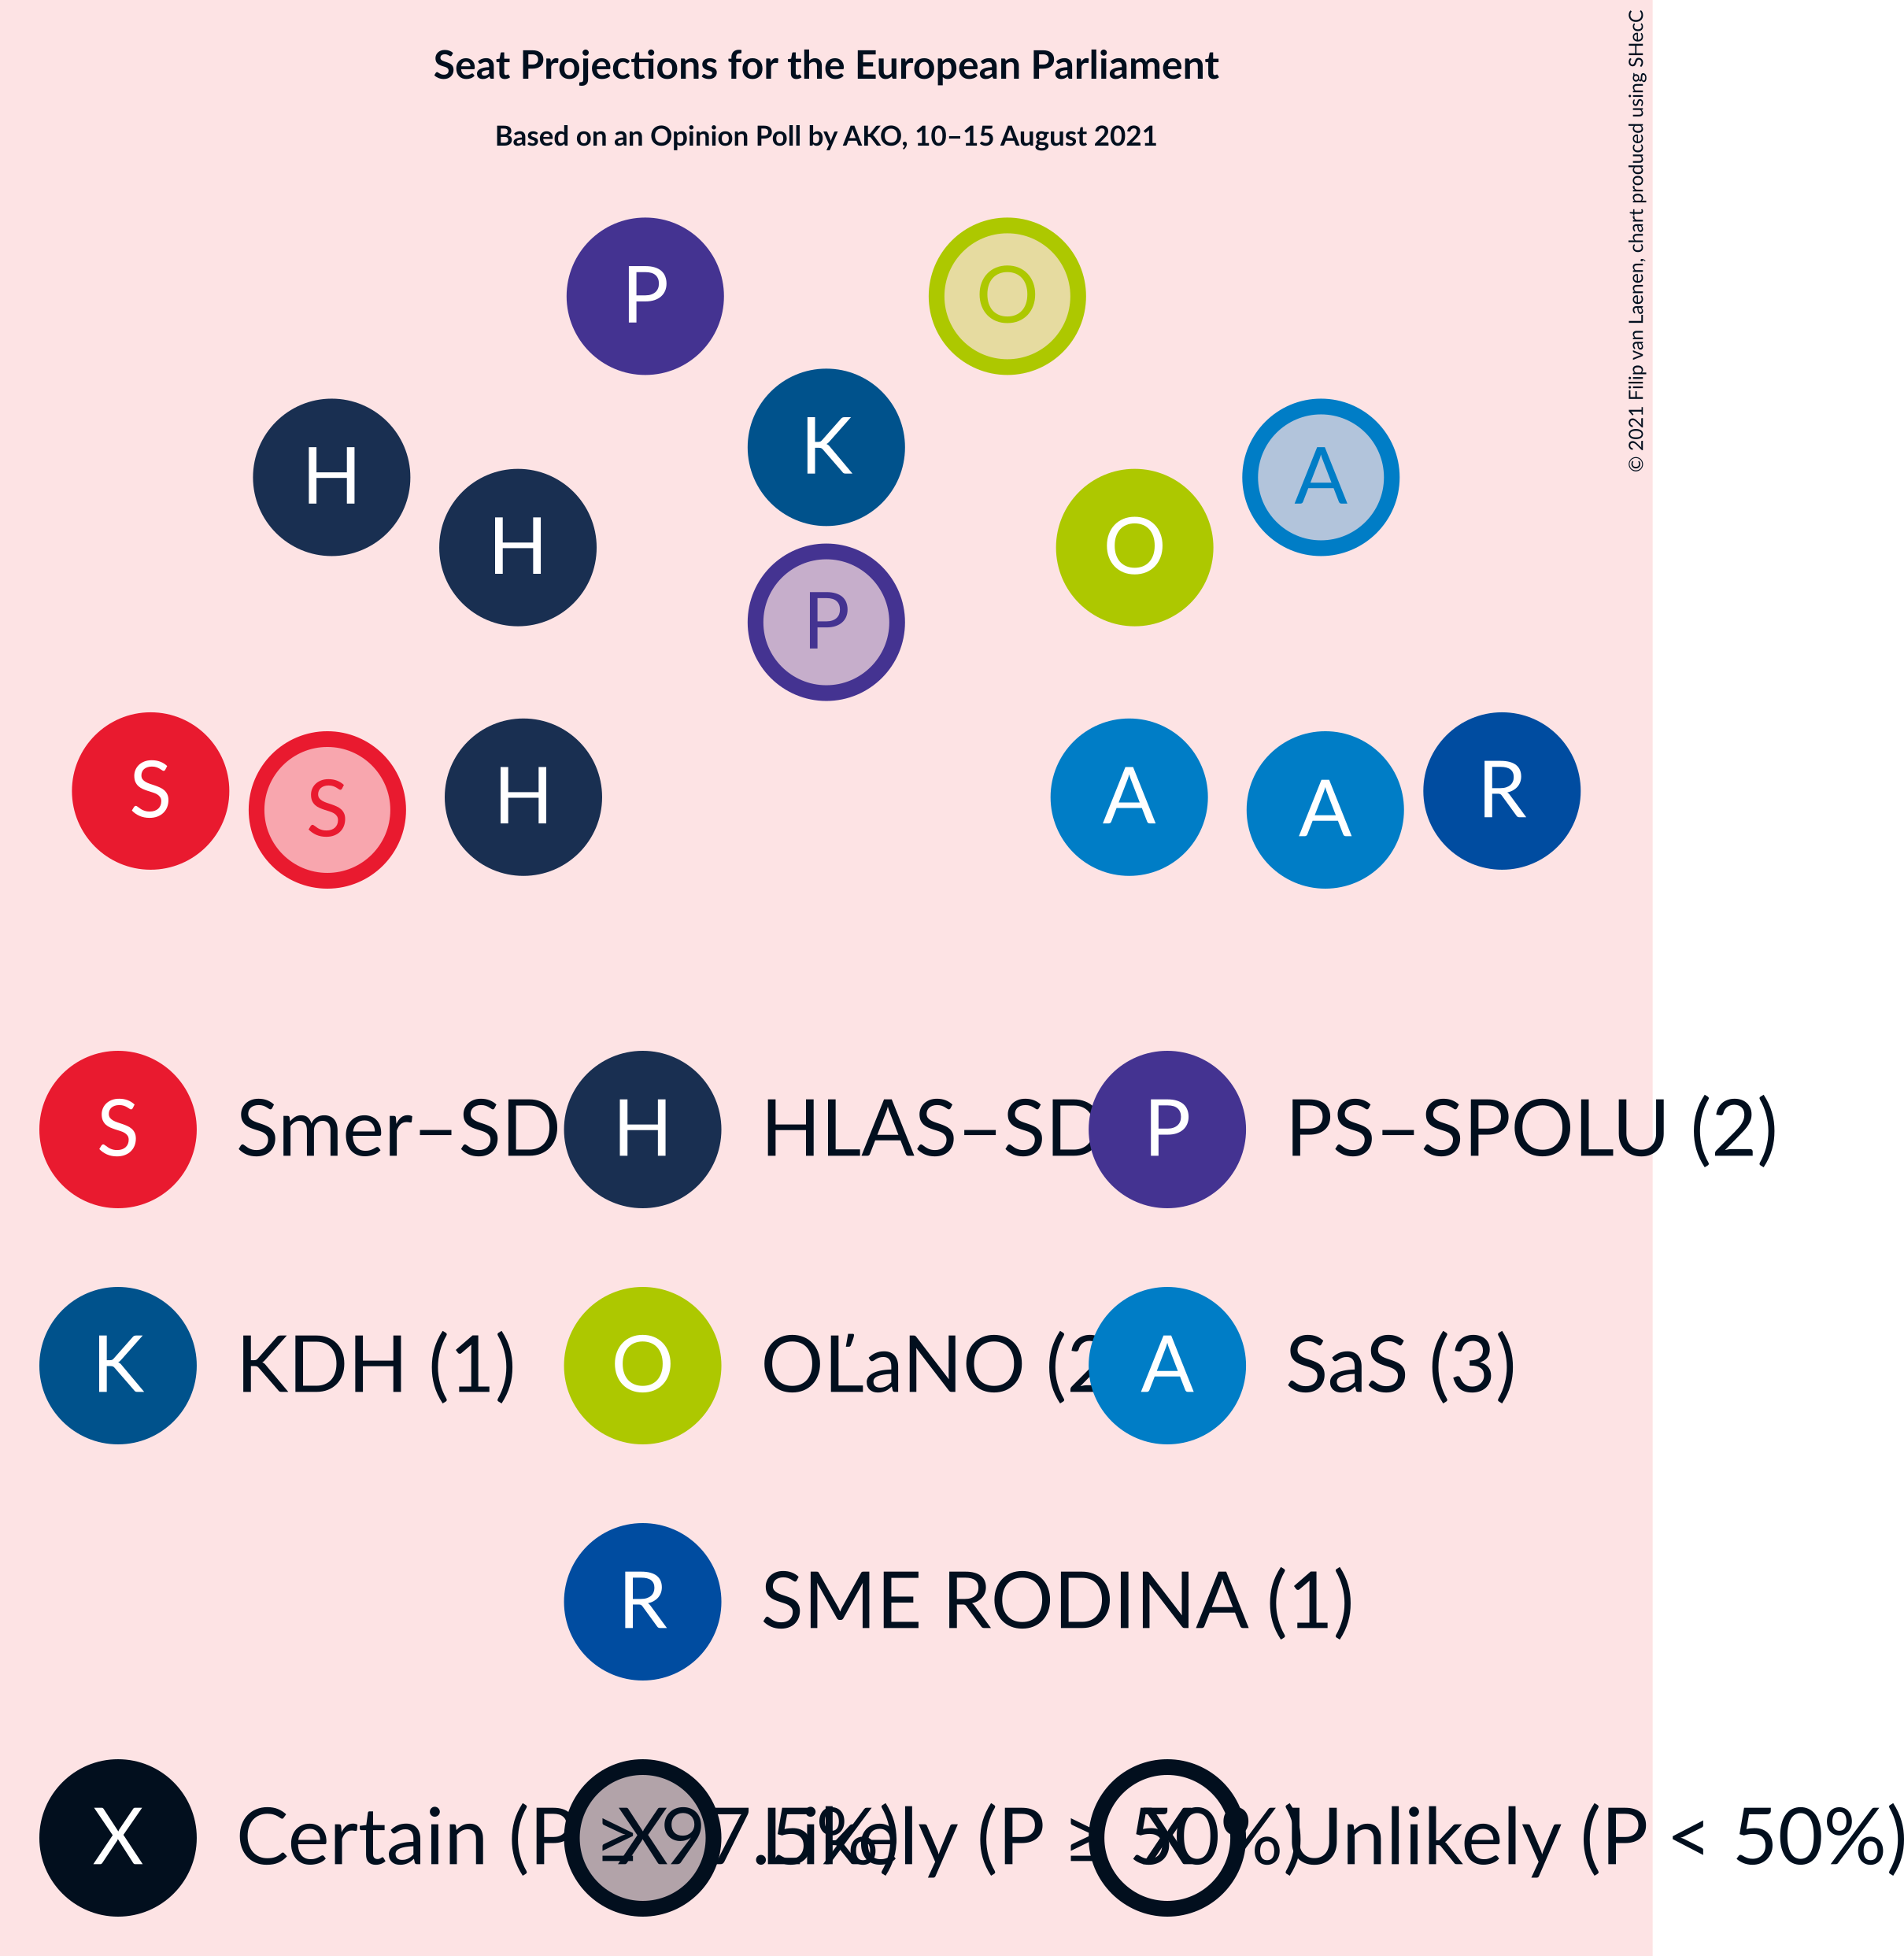 Seat Projections for the European Parliament
Based on an Opinion Poll by AKO, 10–15 August 2021
© 2021 Filip van Laenen, chart produced using SHecC
P O
K
H A
H O
P
S R
S H A A
S Smer–SD H HLAS–SD P PS–SPOLU (2)
K KDH (1) O OĽaNO (2 A SaS (3)
R SME RODINA (1)
X Certain (P ≥ 97.5%) X Likely (P ≥ 50%) X Unlikely (P < 50%)